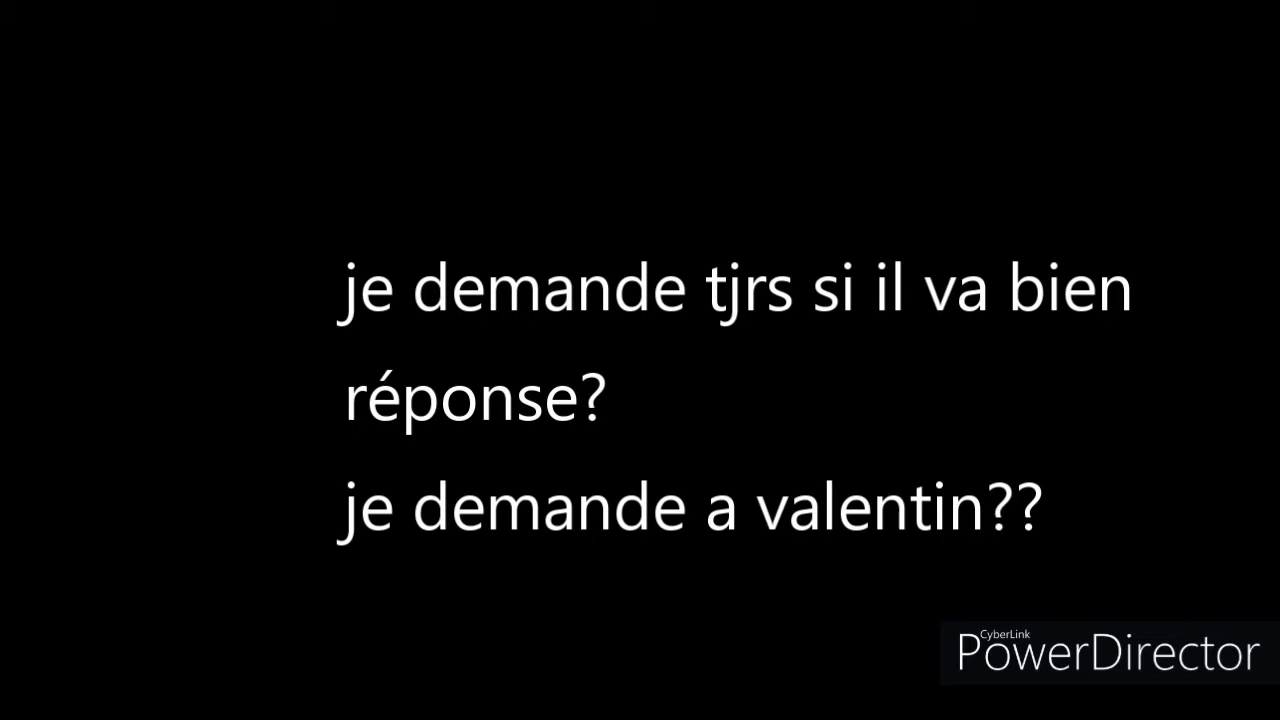 je demande tjrs si il va bien
réponse?
je demande a valentin??
CyberLink
PowerDirector